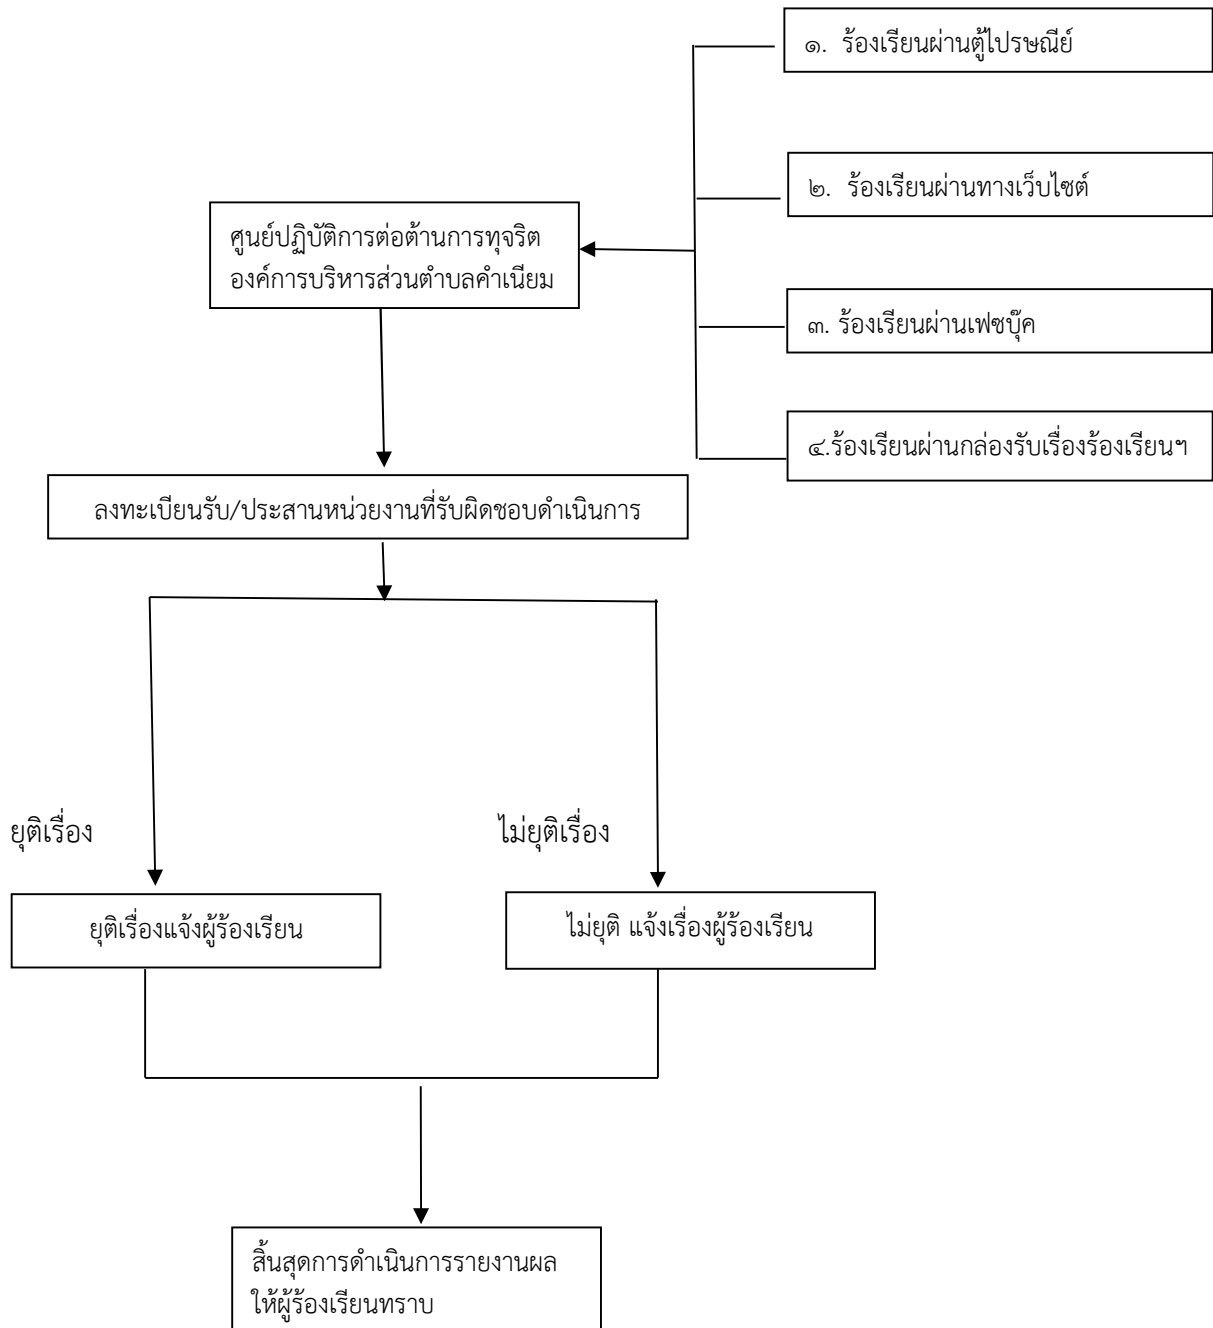 ๑. ร้องเรียนผ่านตู้ไปรษณีย์
๒. ร้องเรียนผ่านทางเว็บไซต์
ศูนย์ปฏิบัติการต่อต้านการทุจริต
องค์การบริหารส่วนตำบลคำเนียม
๓. ร้องเรียนผ่านเฟซบุ๊ค
๔.ร้องเรียนผ่านกล่องรับเรื่องร้องเรียนฯ
ลงทะเบียนรับ/ประสานหน่วยงานที่รับผิดชอบดำเนินการ
ยุติเรื่อง
ไม่ยุติเรื่อง
ยุติเรื่องแจ้งผู้ร้องเรียน
ไม่ยุติ แจ้งเรื่องผู้ร้องเรียน
สิ้นสุดการดำเนินการรายงานผล
ให้ผู้ร้องเรียนทราบ